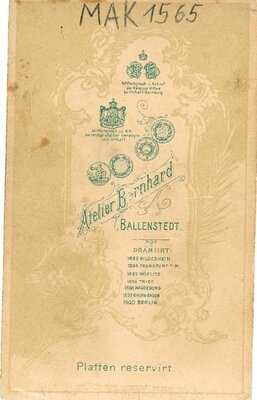 MAK 1565
Hofphotograph
Atelier Bernhard
BALLENSTEDT.
PRÄMIIRT.
1893 HILDESHEIM
1894 FRANKFURT a/M.
1895 GÖRLITZ
1896 TRIER
1898 MAGDEBURG
1899 BADEN-BADEN
1900 BERLIN.
Platten reservirt.